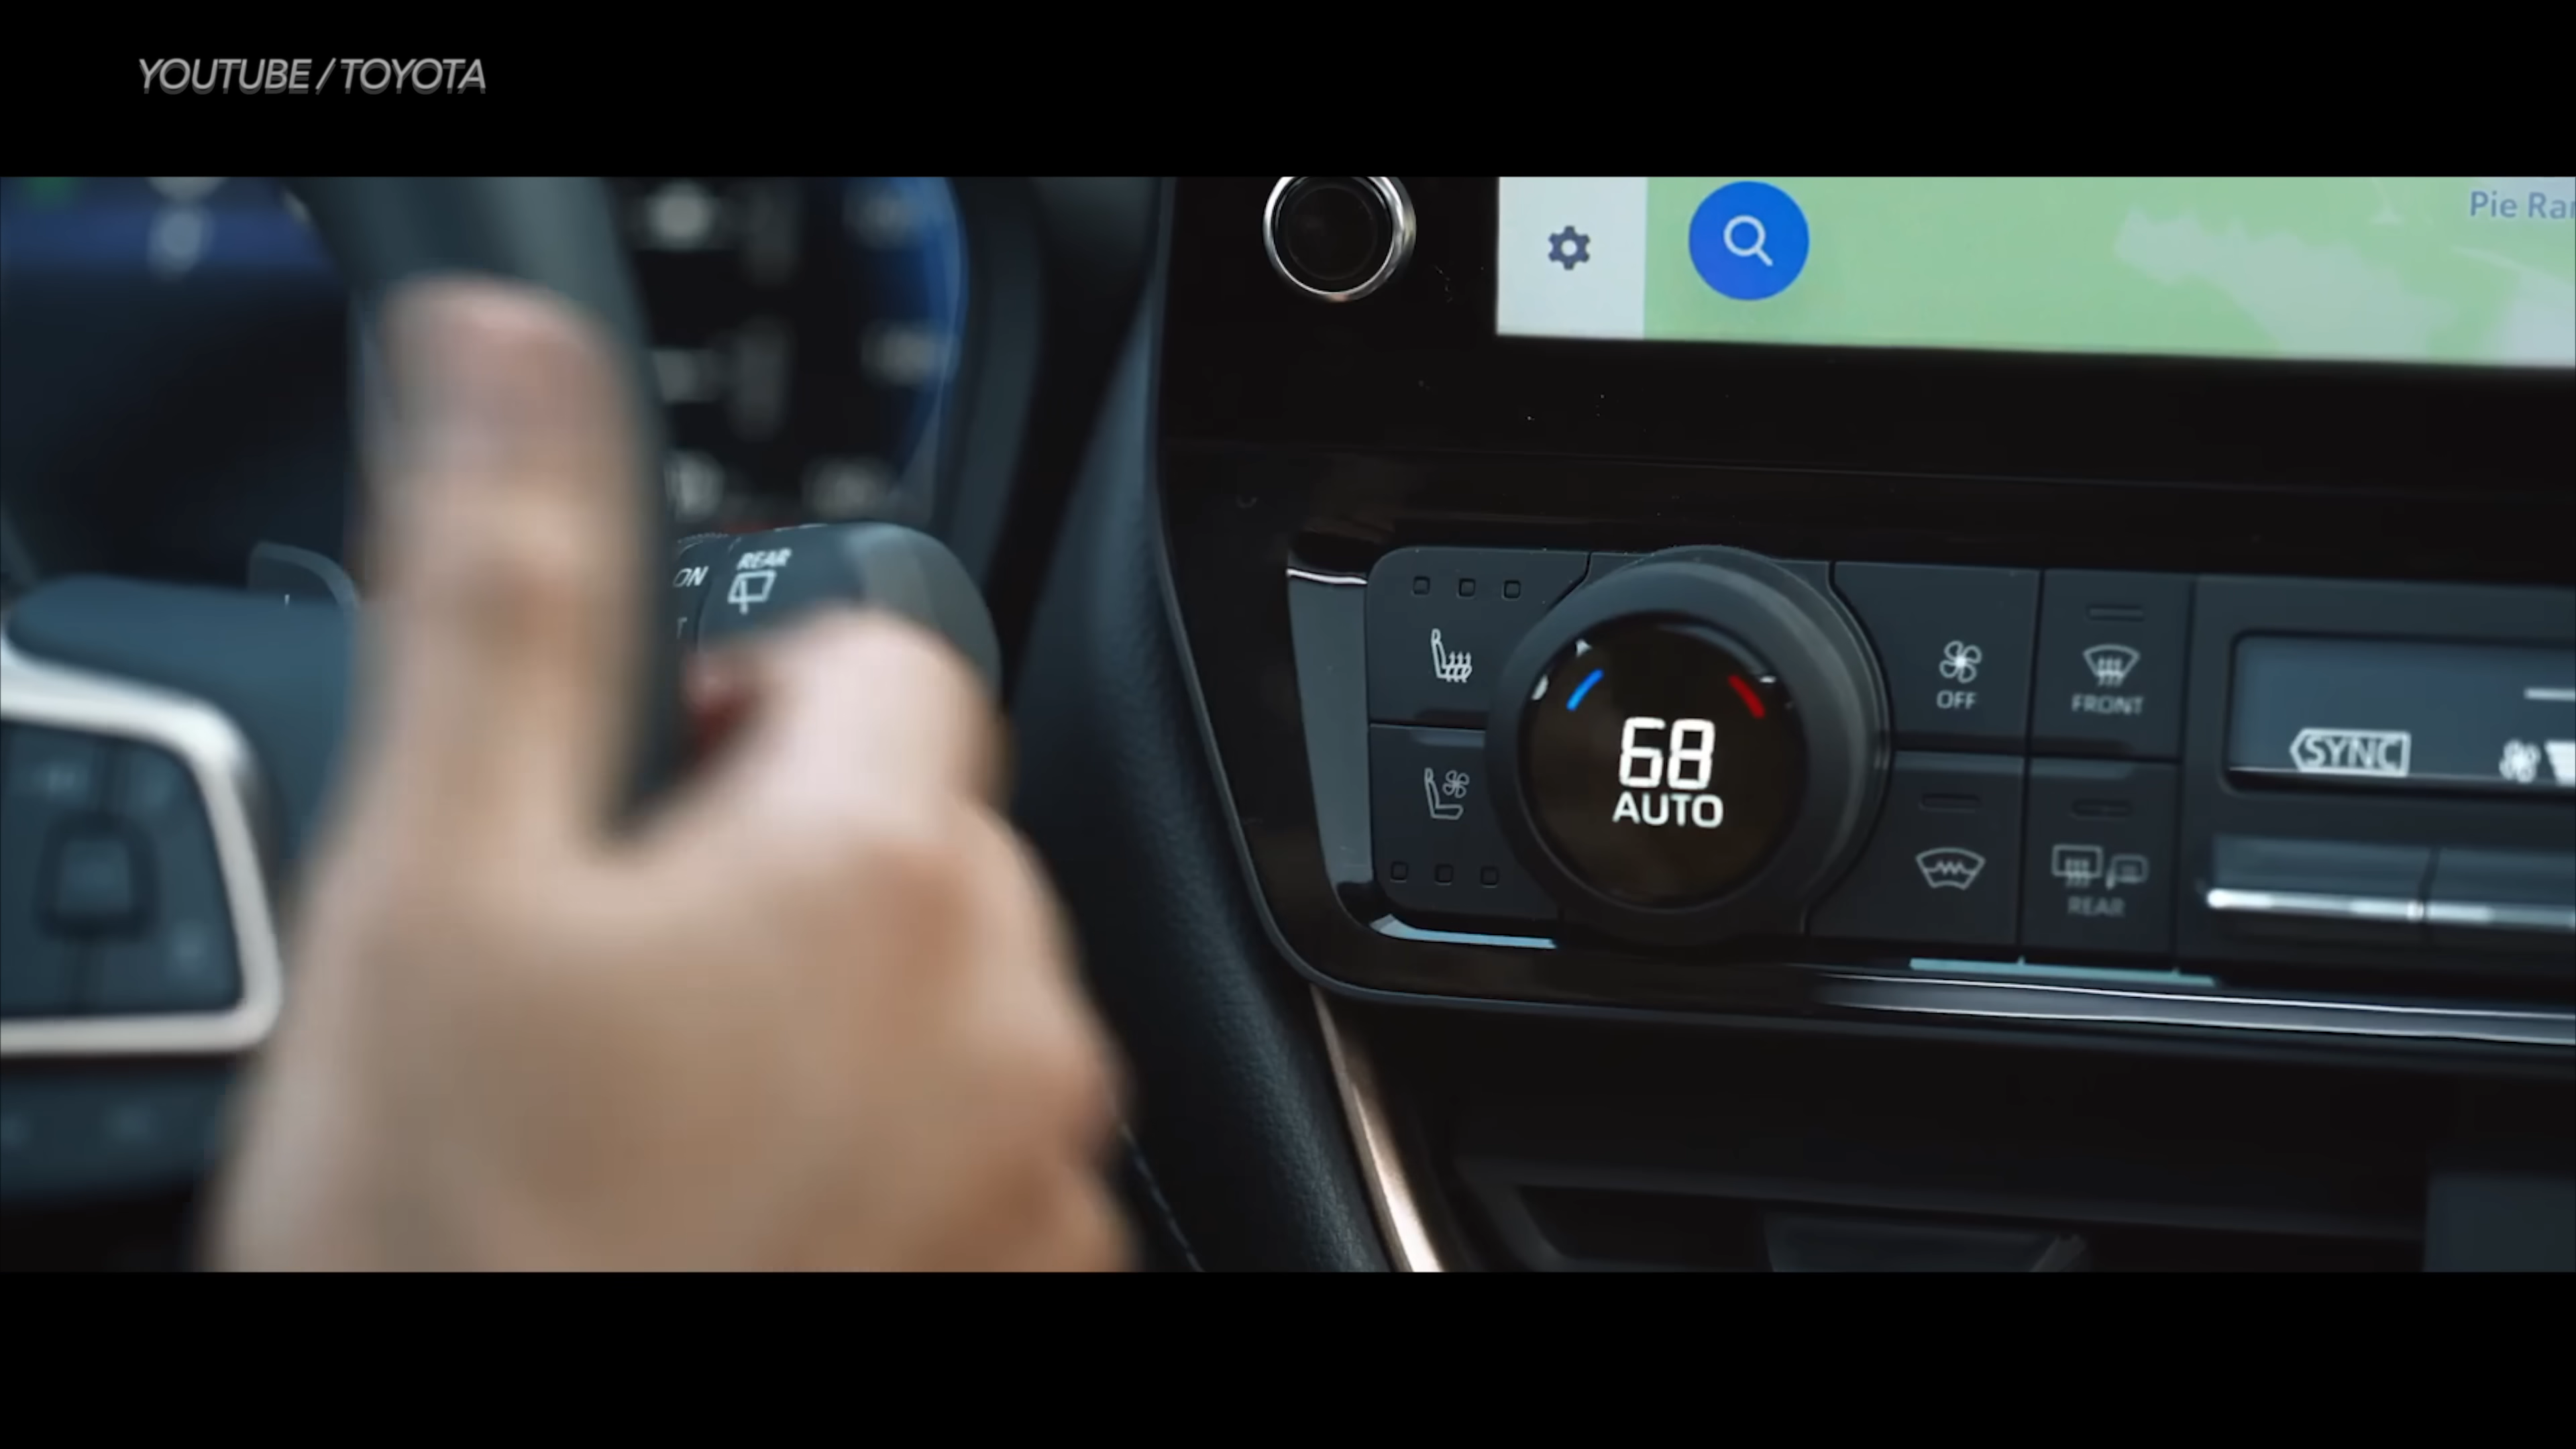 YOUTUBE / TOYOTA
Pie Ra
ON
REAR
68
AUTO
OFF
FRONT
SYNC
REAR